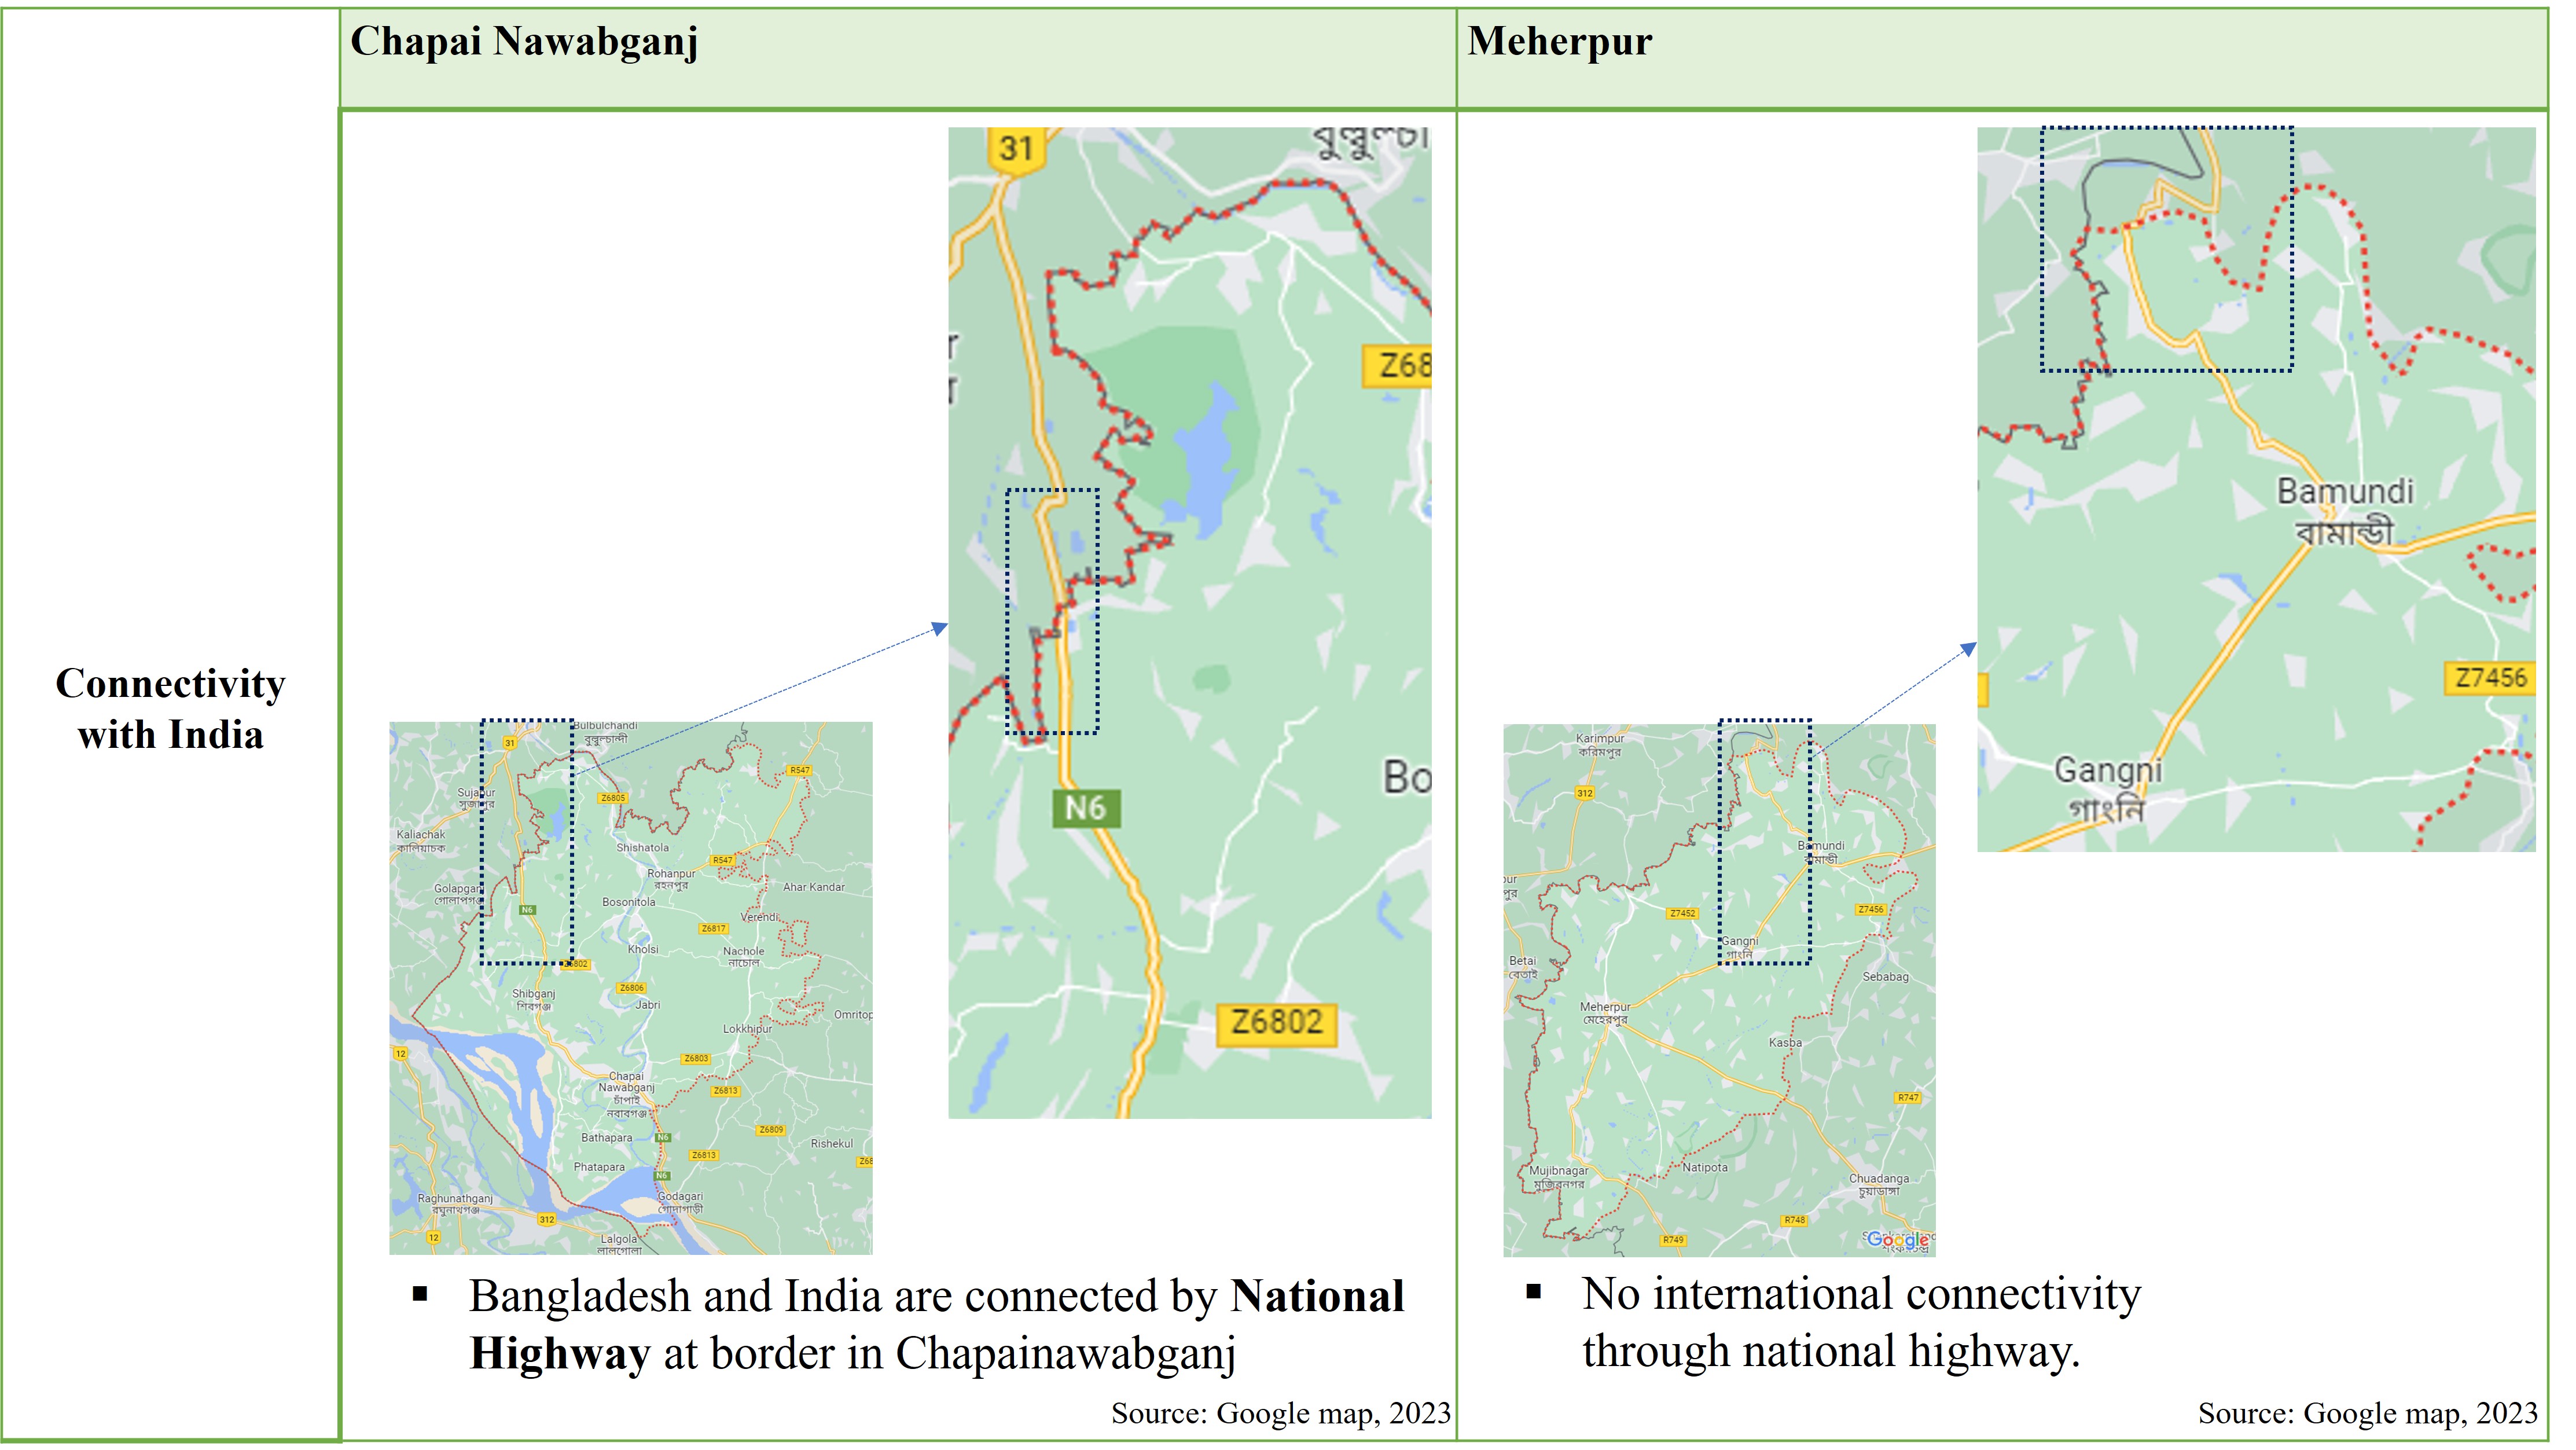 Chapai Nawabganj
Meherpur
Connectivity
with India
31
বুলবুলচা
Z68
N6
Bo
Z6802
Bulbulchandi
বুলবুলচান্দী
31
R547
Sujapur
সুজাপুর
Z6805
Kaliachak
কালিয়াচক
Shishatola
R547
Rohanpur
রহনপুর
Ahar Kandar
Golapganj
গোলাপগঞ্জ
Bosonitola
N6
Verendi
Z6817
Kholsi
Nachole
নাচোল
Z6802
Z6806
Shibganj
শিবগঞ্জ
Jabri
Omritop
Lokkhipur
12
Z6803
Chapai
Nawabganj
চাঁপাই
নবাবগঞ্জ
Z6813
Z6809
Bathapara
N6
Rishekul
Z6813
Z68
Phatapara
N6
Raghunathganj
রঘুনাথগঞ্জ
Godagari
গোদাগাড়ী
312
12
Lalgola
লালগোলা
Bamundi
বামান্ডী
Z7456
Gangni
গাংনি
Karimpur
করিমপুর
312
Bamundi
বামান্ডী
pur
পুর
Z7452
Z7456
Gangni
গাংনি
Betai
বেতাই
Sebabag
Meherpur
মেহেরপুর
Kasba
R747
Mujibnagar
মুজিবনগর
Natipota
Chuadanga
চুয়াডাঙ্গা
R748
R749
Google
▪ Bangladesh and India are connected by National
Highway at border in Chapainawabganj
Source: Google map, 2023
▪ No international connectivity
through national highway.
Source: Google map, 2023